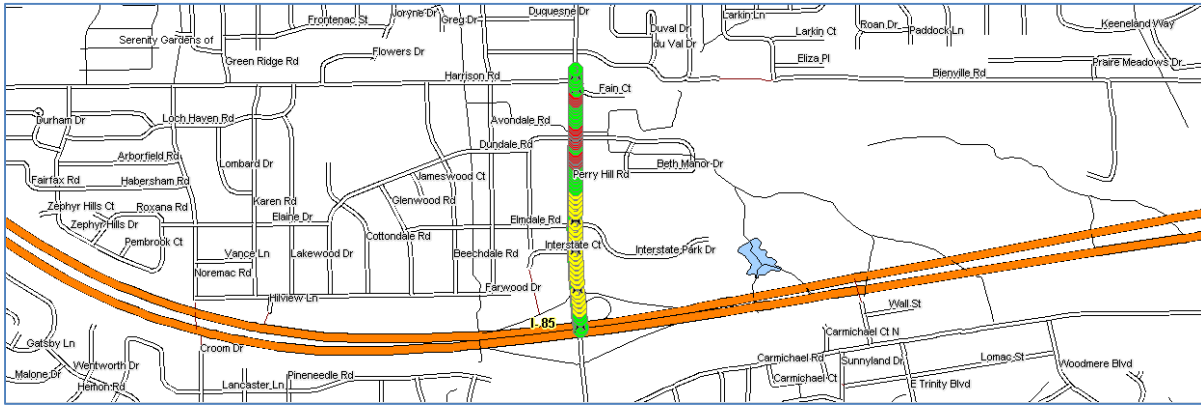 Frontenac St
Joryne Dr
Greg Dr
Duquesne Dr
Larkin Ln
Keeneland Way
Serenity Gardens of
Duval Dr
du Val Dr
Larkin Ct
Roan Dr
Paddock Ln
Flowers Dr
Green Ridge Rd
Eliza Pl
Prairie Meadows Dr
Harrison Rd
Bienville Rd
Fain Ct
Durham Dr
Loch Haven Rd
Avondale Rd
Dundale Rd
Arborfield Rd
Lombard Dr
Beth Manor Dr
Fairfax Rd
Habersham Rd
Jameswood Ct
Perry Hill Rd
Zephyr Hills Ct
Roxana Rd
Karen Rd
Glenwood Rd
Zephyr Hills Dr
Elaine Dr
Elmdale Rd
Pembrook Ct
Cottondale Rd
Interstate Ct
Interstate Park Dr
Vance Ln
Lakewood Dr
Beechdale Rd
Noremac Rd
Farwood Dr
Hilview Ln
Wall St
I- 85
Carmichael Ct N
Gatsby Ln
Croom Dr
Wentworth Dr
Carmichael Rd
Sunnyland Dr
Lomac St
Woodmere Blvd
Malone Dr
Hernon Rd
Pineneedle Rd
Lancaster Ln
Carmichael Ct
E Trinity Blvd